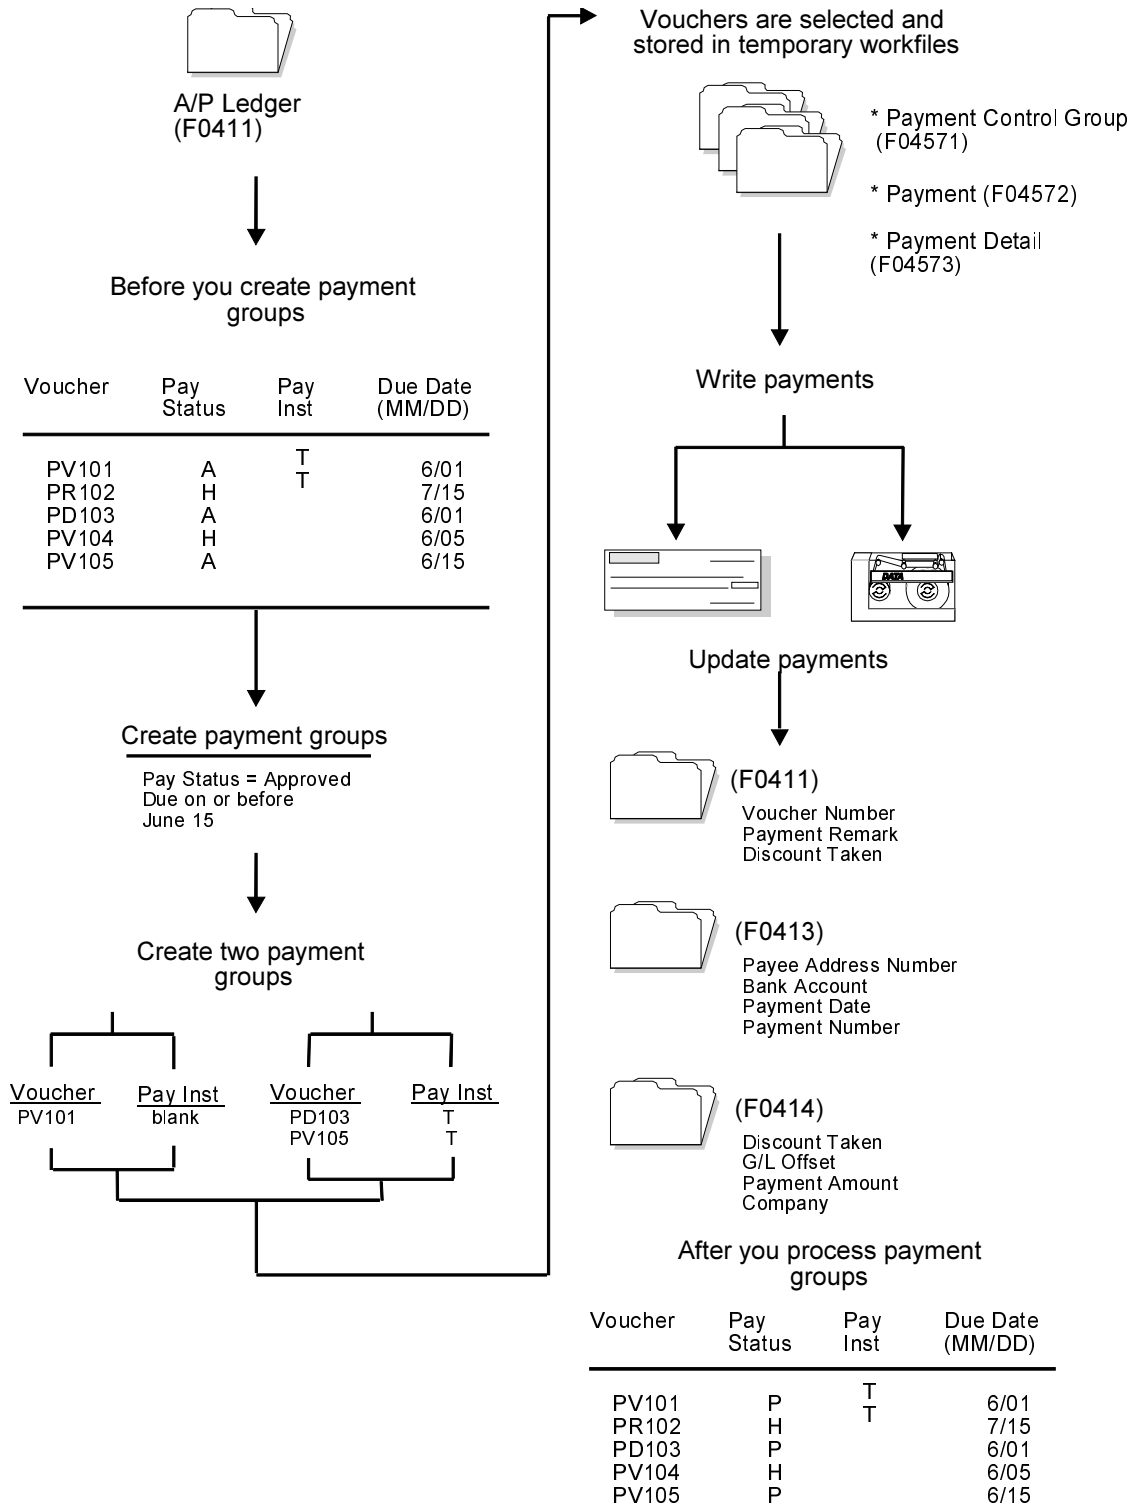 A/P Ledger
(F0411)
Before you create payment
groups
Voucher Pay Pay Due Date
Status Inst (MM/DD)
T
PV101 A 6/01
T
PR102 H 7/15
PD103 A 6/01
PV104 H 6/05
PV105 A 6/15
Create payment groups
Pay Status = Approved
Due on or before
June 15
Create two payment
groups
Voucher Pay Inst
PV101 blank
Voucher Pay Inst
PD103 T
PV105 T
Vouchers are selected and
stored in temporary workfiles
* Payment Control Group
(F04571)
* Payment (F04572)
* Payment Detail
(F04573)
Write payments
DATA
Update payments
(F0411)
Voucher Number
Payment Remark
Discount Taken
(F0413)
Payee Address Number
Bank Account
Payment Date
Payment Number
(F0414)
Discount Taken
G/L Offset
Payment Amount
Company
After you process payment
groups
Voucher Pay Pay Due Date
Status Inst (MM/DD)
T
PV101 P 6/01
T
PR102 H 7/15
PD103 P 6/01
PV104 H 6/05
PV105 P 6/15